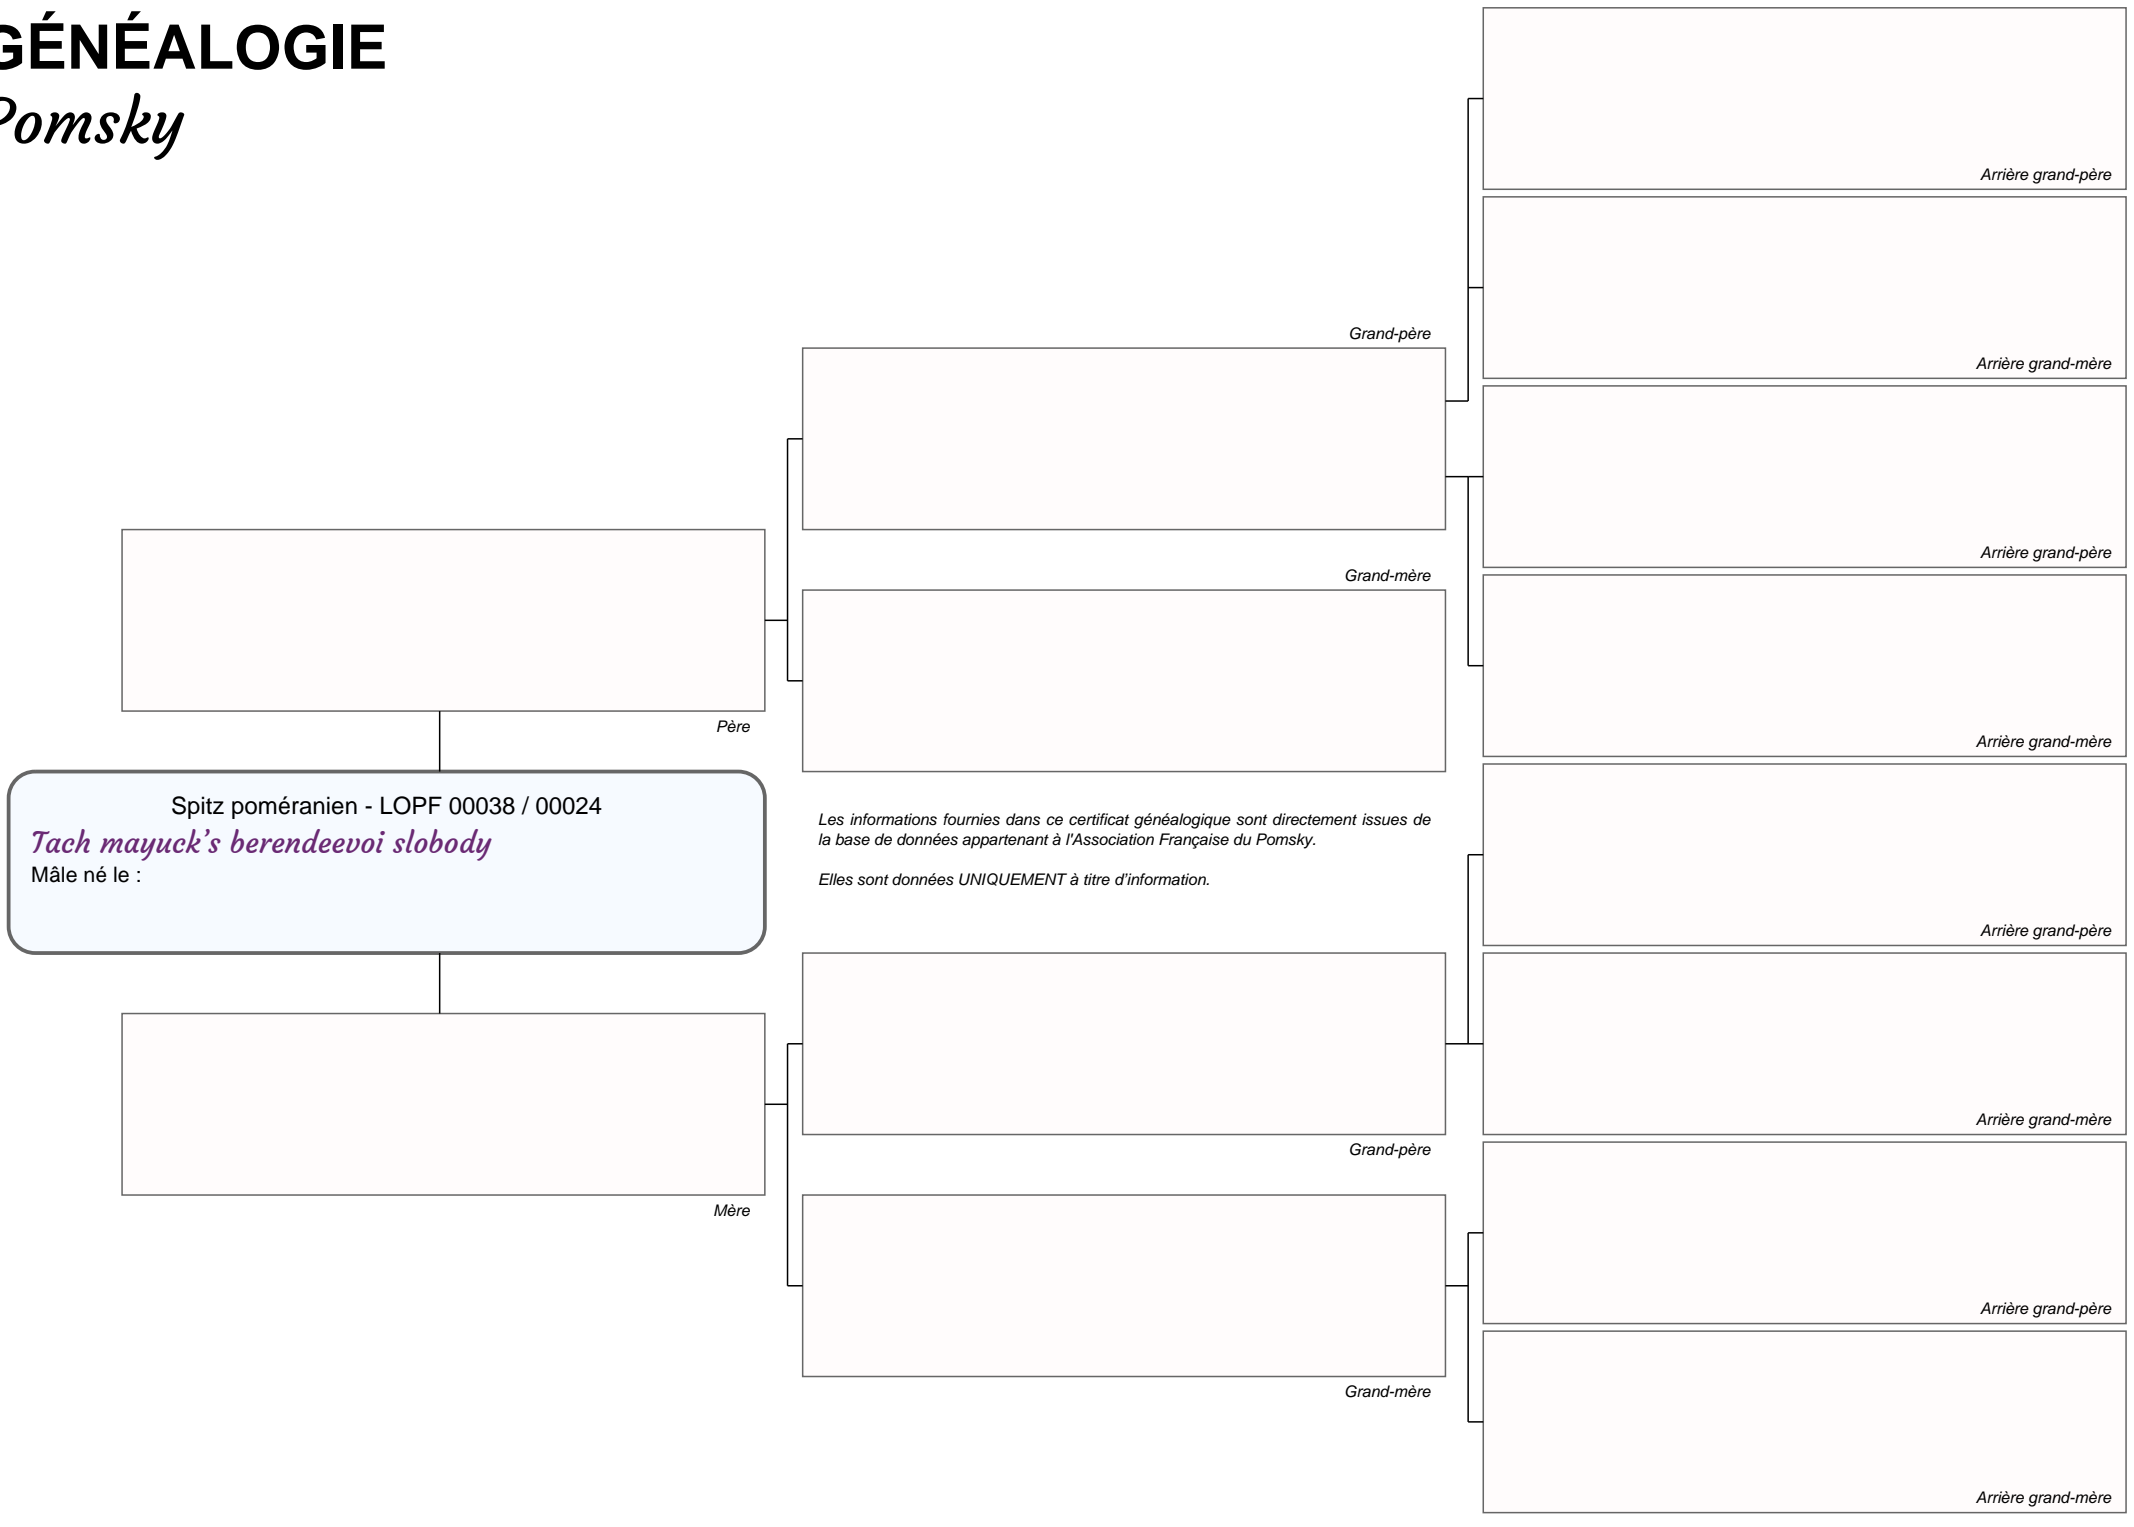 GÉNÉALOGIE
Pomsky
Arrière grand-père
Arrière grand-mère
Grand-père
Arrière grand-père
Grand-mère
Arrière grand-mère
Père
Spitz poméranien - LOPF 00038 / 00024
Tach mayuck’s berendeevoi slobody
Mâle né le :
Les informations fournies dans ce certificat généalogique sont directement issues de
la base de données appartenant à l'Association Française du Pomsky.
Elles sont données UNIQUEMENT à titre d’information.
Arrière grand-père
Arrière grand-mère
Grand-père
Mère
Arrière grand-père
Grand-mère
Arrière grand-mère